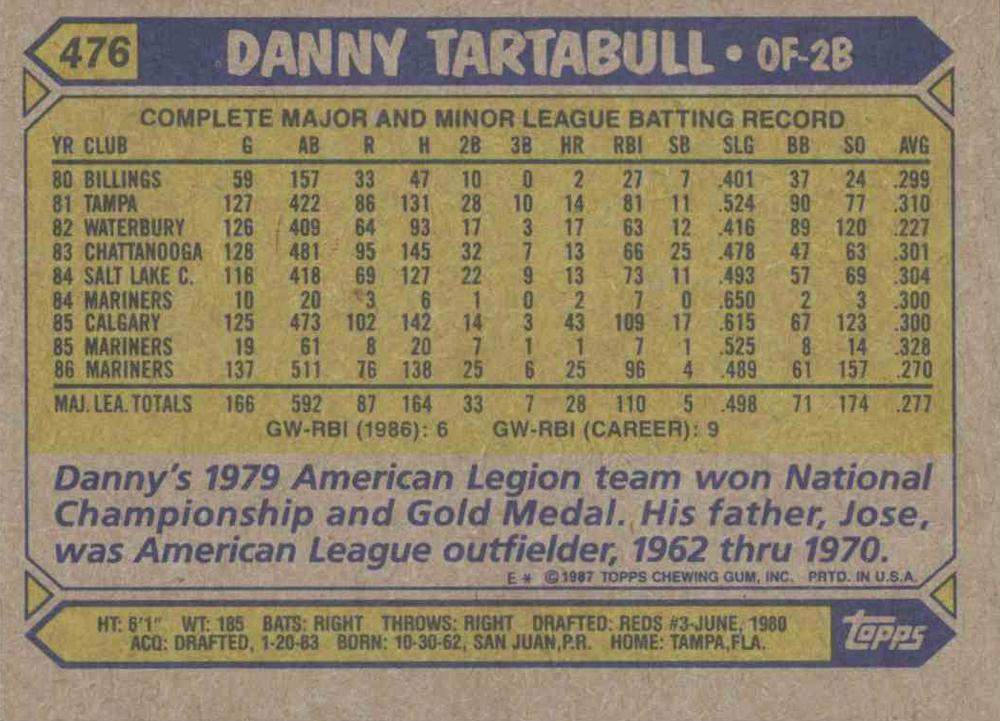 476 DANNY TARTABULL • OF-2B
COMPLETE MAJOR AND MINOR LEAGUE BATTING RECORD
YR CLUB G AB R H 2B 3B HR RBI SB SLG BB SO AVG
80 BILLINGS 59 157 33 47 10 0 2 27 7 .401 37 24 .299
81 TAMPA 127 422 86 131 28 10 14 81 11 .524 90 77 .310
82 WATERBURY 126 409 64 93 17 3 17 63 12 .416 89 120 .227
83 CHATTANOOGA 128 481 95 145 32 7 13 66 25 .478 47 63 .301
84 SALT LAKE C. 116 418 69 127 22 9 13 73 11 .493 57 69 .304
84 MARINERS 10 20 3 6 1 0 2 7 0 .650 2 3 .300
85 CALGARY 125 473 102 142 14 3 43 109 17 .615 67 123 .300
85 MARINERS 19 61 8 20 7 1 1 7 1 .525 8 14 .328
86 MARINERS 137 511 76 138 25 6 25 96 4 .489 61 157 .270
MAJ. LEA. TOTALS 166 592 87 164 33 7 28 110 5 .498 71 174 .277
GW-RBI (1986): 6 GW-RBI (CAREER): 9
Danny's 1979 American Legion team won National
Championship and Gold Medal. His father, Jose,
was American League outfielder, 1962 thru 1970.
E * © 1987 TOPPS CHEWING GUM, INC. PRTD. IN U.S.A.
HT: 6'1" WT: 185 BATS: RIGHT THROWS: RIGHT DRAFTED: REDS #3-JUNE, 1980
ACQ: DRAFTED, 1-20-83 BORN: 10-30-62, SAN JUAN, P.R. HOME: TAMPA, FLA.
topps